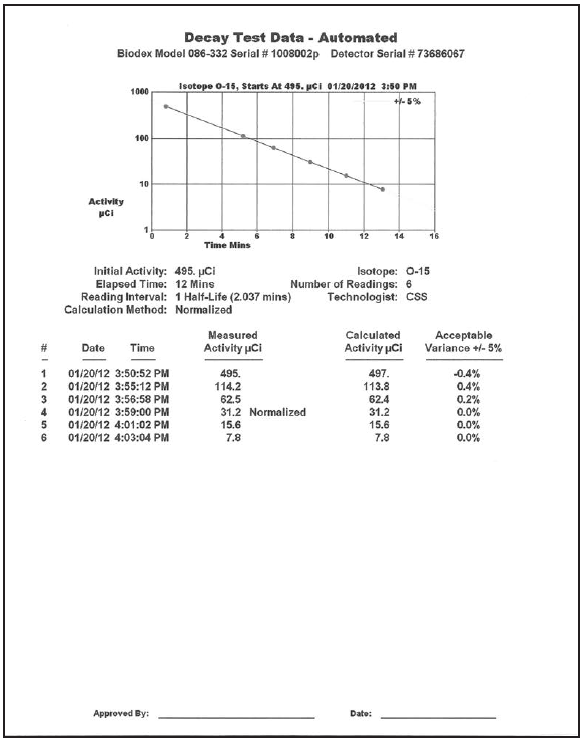 Decay Test Data - Automated
Biodex Model 086-332 Serial # 1008002p Detector Serial # 73686067
Isotope O-15, Starts At 495. µCi 01/20/2012 3:50 PM
+/- 5%
1000
100
10
1
Activity
µCi
0 2 4 6 8 10 12 14 16
Time Mins
Initial Activity: 495. µCi Isotope: O-15
Elapsed Time: 12 Mins Number of Readings: 6
Reading Interval: 1 Half-Life (2.037 mins) Technologist: CSS
Calculation Method: Normalized
Measured Calculated Acceptable
# Date Time Activity µCi Activity µCi Variance +/- 5%
1 01/20/12 3:50:52 PM 495. 497. -0.4%
2 01/20/12 3:55:12 PM 114.2 113.8 0.4%
3 01/20/12 3:56:58 PM 62.5 62.4 0.2%
4 01/20/12 3:59:00 PM 31.2 Normalized 31.2 0.0%
5 01/20/12 4:01:02 PM 15.6 15.6 0.0%
6 01/20/12 4:03:04 PM 7.8 7.8 0.0%
Approved By: Date: